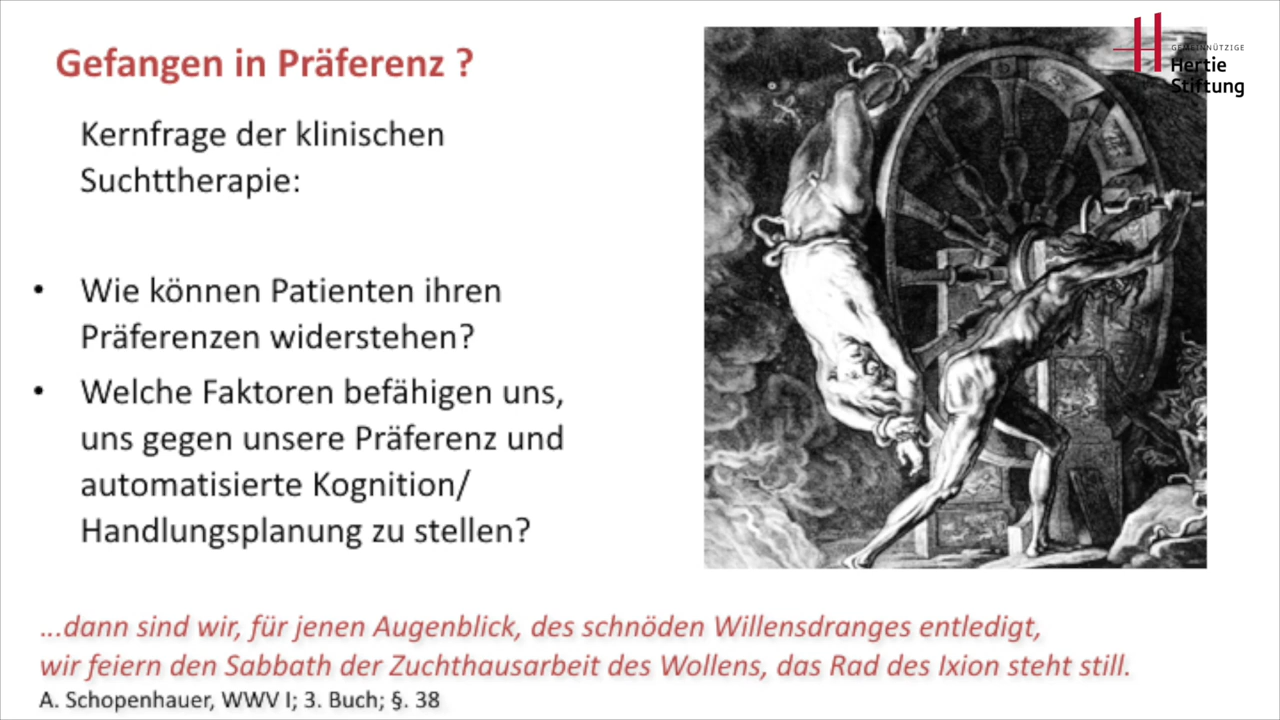 Gefangen in Präferenz ?
GEMEINNÜTZIGE
Hertie
Stiftung
Kernfrage der klinischen
Suchttherapie:
• Wie können Patienten ihren
Präferenzen widerstehen?
• Welche Faktoren befähigen uns,
uns gegen unsere Präferenz und
automatisierte Kognition/
Handlungsplanung zu stellen?
...dann sind wir, für jenen Augenblick, des schnöden Willensdranges entledigt,
wir feiern den Sabbath der Zuchthausarbeit des Wollens, das Rad des Ixion steht still.
A. Schopenhauer, WWV I; 3. Buch; §. 38